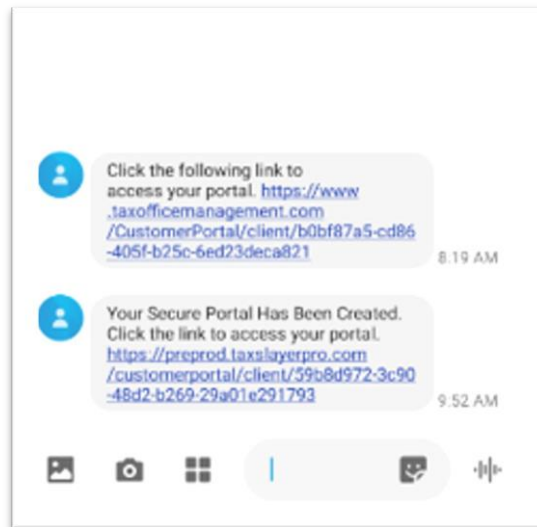 Click the following link to
access your portal. https://www
.taxofficemanagement.com
/CustomerPortal/client/b0bf87a5-cd86
-405f-b25c-6ed23deca821
8:19 AM
Your Secure Portal Has Been Created.
Click the link to access your portal.
https://preprod.taxslayerpro.com
/customerportal/client/59b8d972-3c90
-48d2-b269-29a01e291793
9:52 AM